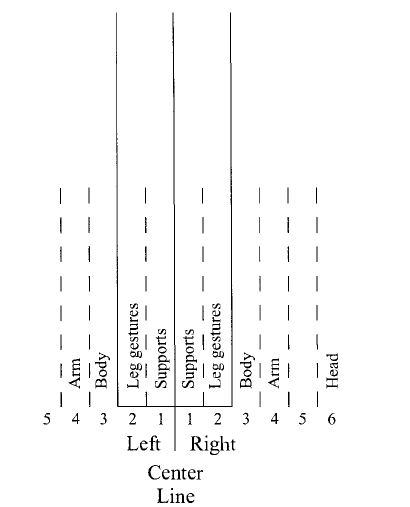 Arm
Body
Leg gestures
Supports
Supports
Leg gestures
Body
Arm
Head
5 4 3 2 1 1 2 3 4 5 6
Left Right
Center
Line